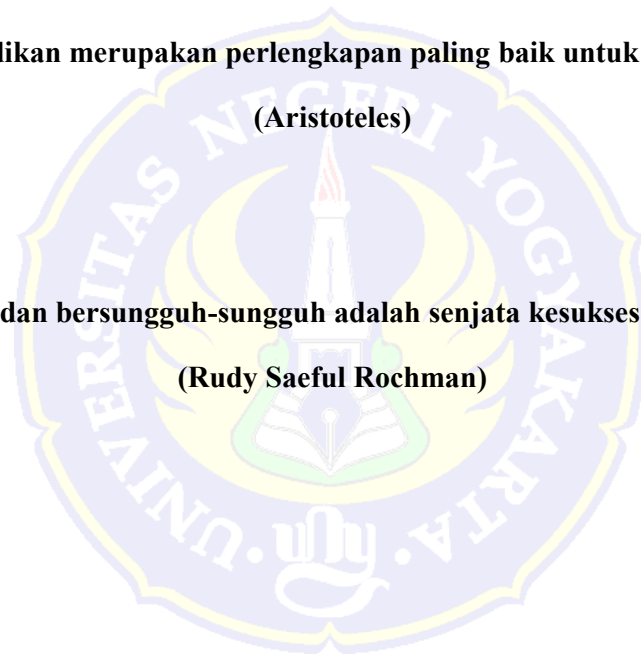 likan merupakan perlengkapan paling baik untuk
(Aristoteles)
dan bersungguh-sungguh adalah senjata kesukses
(Rudy Saeful Rochman)
UNIVERSITAS NEGERI YOGYAKARTA
uny